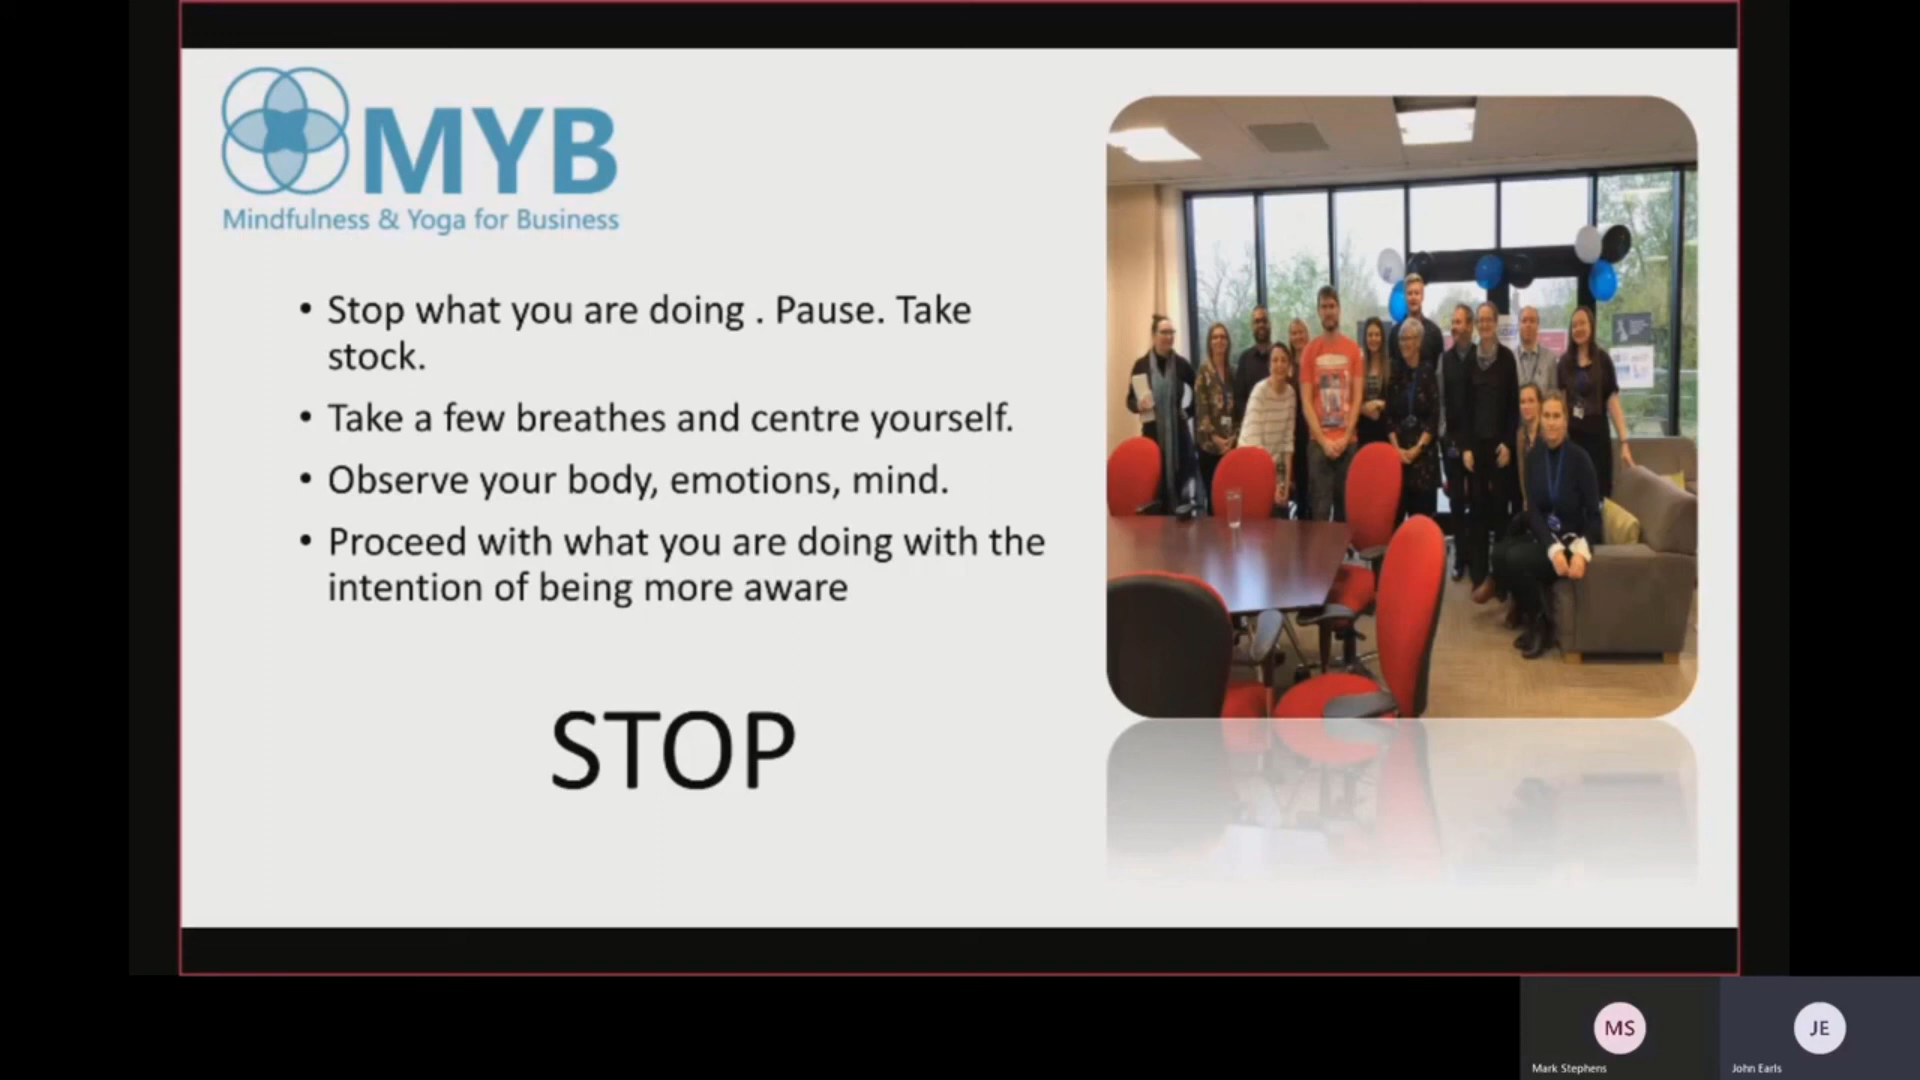 MYB
Mindfulness & Yoga for Business
• Stop what you are doing . Pause. Take
stock.
• Take a few breathes and centre yourself.
• Observe your body, emotions, mind.
• Proceed with what you are doing with the
intention of being more aware
STOP
MS
Mark Stephens
JE
John Earls